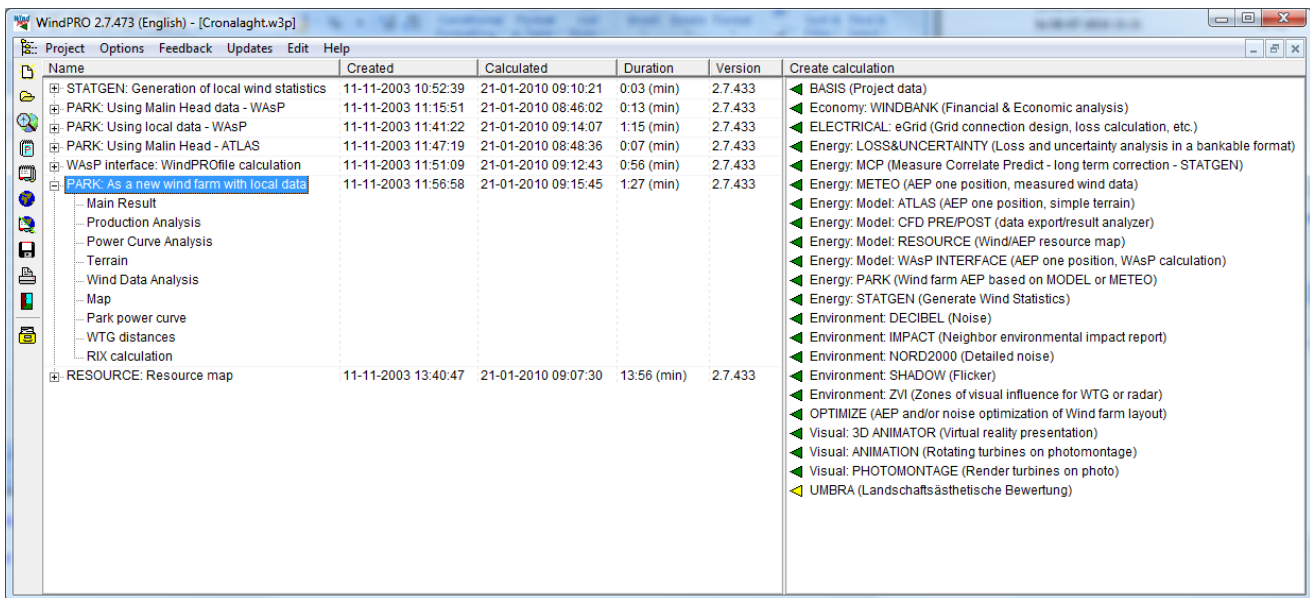 WindPRO 2.7.473 (English) - [Cronalaght.w3p]
Project Options Feedback Updates Edit Help
Name Created Calculated Duration Version
STATGEN: Generation of local wind statistics 11-11-2003 10:52:39 21-01-2010 09:10:21 0:03 (min) 2.7.433
PARK: Using Malin Head data - WAsP 11-11-2003 11:15:51 21-01-2010 08:46:02 0:13 (min) 2.7.433
PARK: Using local data - WAsP 11-11-2003 11:41:22 21-01-2010 09:14:07 1:15 (min) 2.7.433
PARK: Using Malin Head - ATLAS 11-11-2003 11:47:19 21-01-2010 08:48:36 0:07 (min) 2.7.433
WAsP interface: WindPROfile calculation 11-11-2003 11:51:09 21-01-2010 09:12:43 0:56 (min) 2.7.433
PARK: As a new wind farm with local data 11-11-2003 11:56:58 21-01-2010 09:15:45 1:27 (min) 2.7.433
Main Result
Production Analysis
Power Curve Analysis
Terrain
Wind Data Analysis
Map
Park power curve
WTG distances
RIX calculation
RESOURCE: Resource map 11-11-2003 13:40:47 21-01-2010 09:07:30 13:56 (min) 2.7.433
Create calculation
BASIS (Project data)
Economy: WINDBANK (Financial & Economic analysis)
ELECTRICAL: eGrid (Grid connection design, loss calculation, etc.)
Energy: LOSS&UNCERTAINTY (Loss and uncertainty analysis in a bankable format)
Energy: MCP (Measure Correlate Predict - long term correction - STATGEN)
Energy: METEO (AEP one position, measured wind data)
Energy: Model: ATLAS (AEP one position, simple terrain)
Energy: Model: CFD PRE/POST (data export/result analyzer)
Energy: Model: RESOURCE (Wind/AEP resource map)
Energy: Model: WAsP INTERFACE (AEP one position, WAsP calculation)
Energy: PARK (Wind farm AEP based on MODEL or METEO)
Energy: STATGEN (Generate Wind Statistics)
Environment: DECIBEL (Noise)
Environment: IMPACT (Neighbor environmental impact report)
Environment: NORD2000 (Detailed noise)
Environment: SHADOW (Flicker)
Environment: ZVI (Zones of visual influence for WTG or radar)
OPTIMIZE (AEP and/or noise optimization of Wind farm layout)
Visual: 3D ANIMATOR (Virtual reality presentation)
Visual: ANIMATION (Rotating turbines on photomontage)
Visual: PHOTOMONTAGE (Render turbines on photo)
UMBRA (Landschaftsästhetische Bewertung)